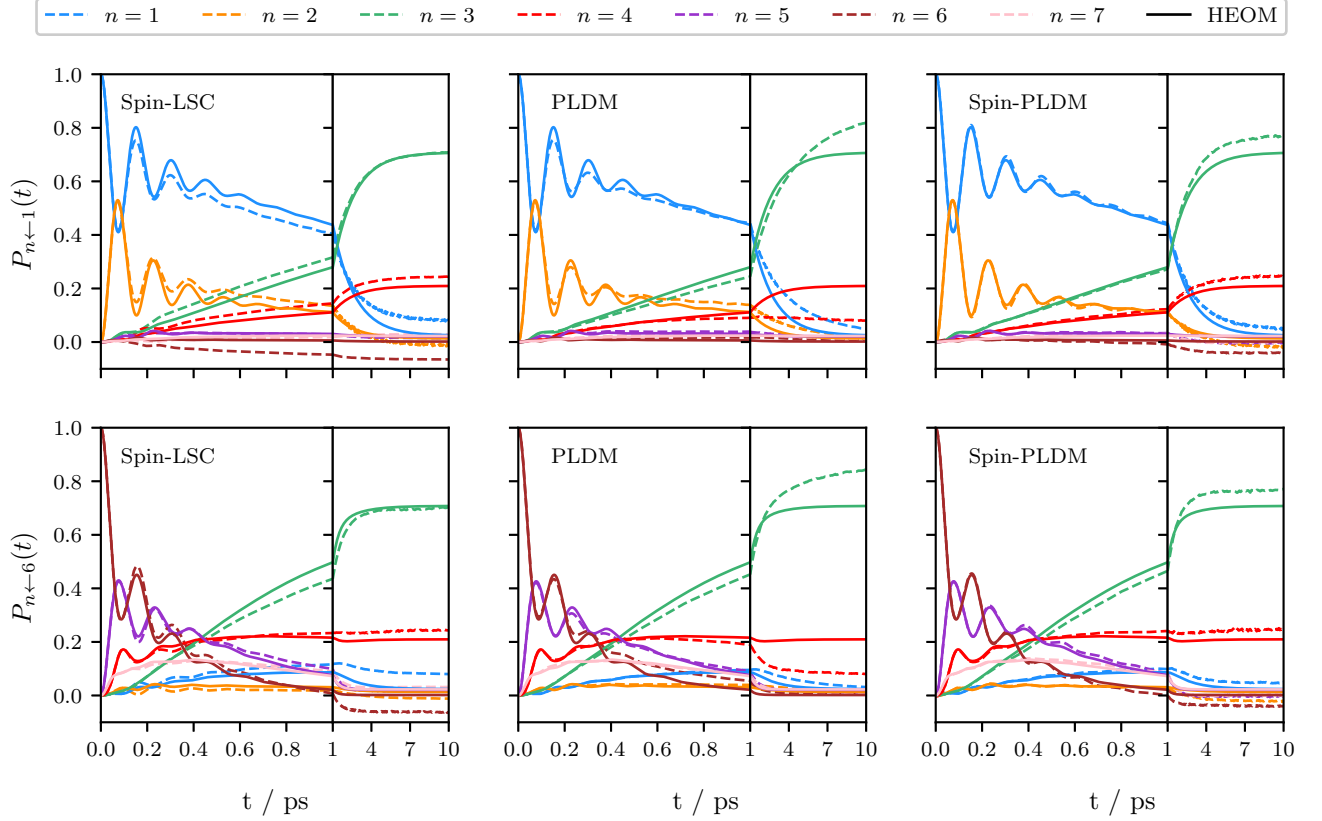 n = 1 n = 2 n = 3 n = 4 n = 5 n = 6 n = 7 HEOM
Spin-LSC PLDM Spin-PLDM
1.0
0.8
0.6
0.4
0.2
0.0
P_{n←1}(t)
Spin-LSC PLDM Spin-PLDM
1.0
0.8
0.6
0.4
0.2
0.0
P_{n←6}(t)
0.0 0.2 0.4 0.6 0.8 1 4 7 10 0.0 0.2 0.4 0.6 0.8 1 4 7 10 0.0 0.2 0.4 0.6 0.8 1 4 7 10
t / ps t / ps t / ps